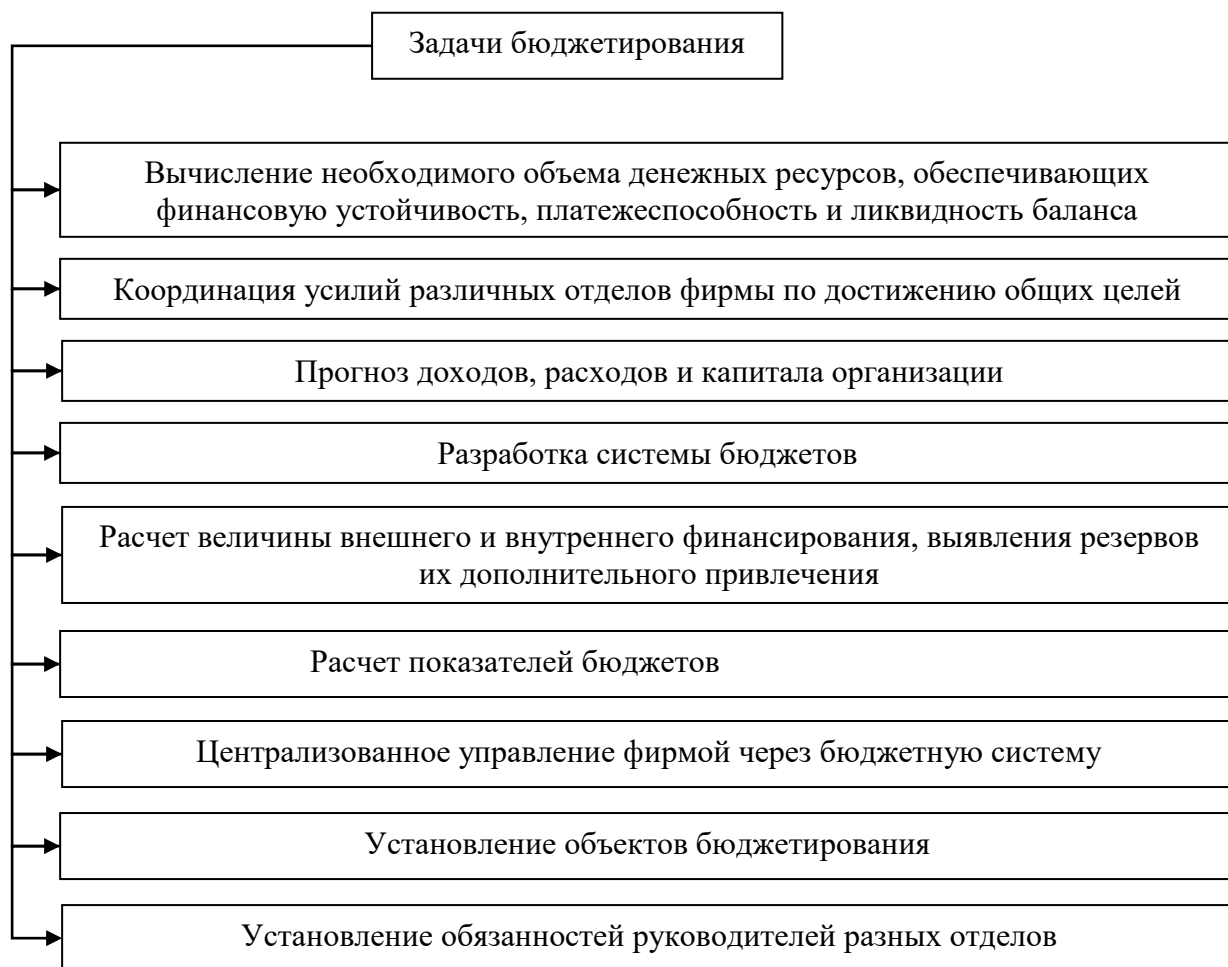 Задачи бюджетирования
Вычисление необходимого объема денежных ресурсов, обеспечивающих
финансовую устойчивость, платежеспособность и ликвидность баланса
Координация усилий различных отделов фирмы по достижению общих целей
Прогноз доходов, расходов и капитала организации
Разработка системы бюджетов
Расчет величины внешнего и внутреннего финансирования, выявления резервов
их дополнительного привлечения
Расчет показателей бюджетов
Централизованное управление фирмой через бюджетную систему
Установление объектов бюджетирования
Установление обязанностей руководителей разных отделов